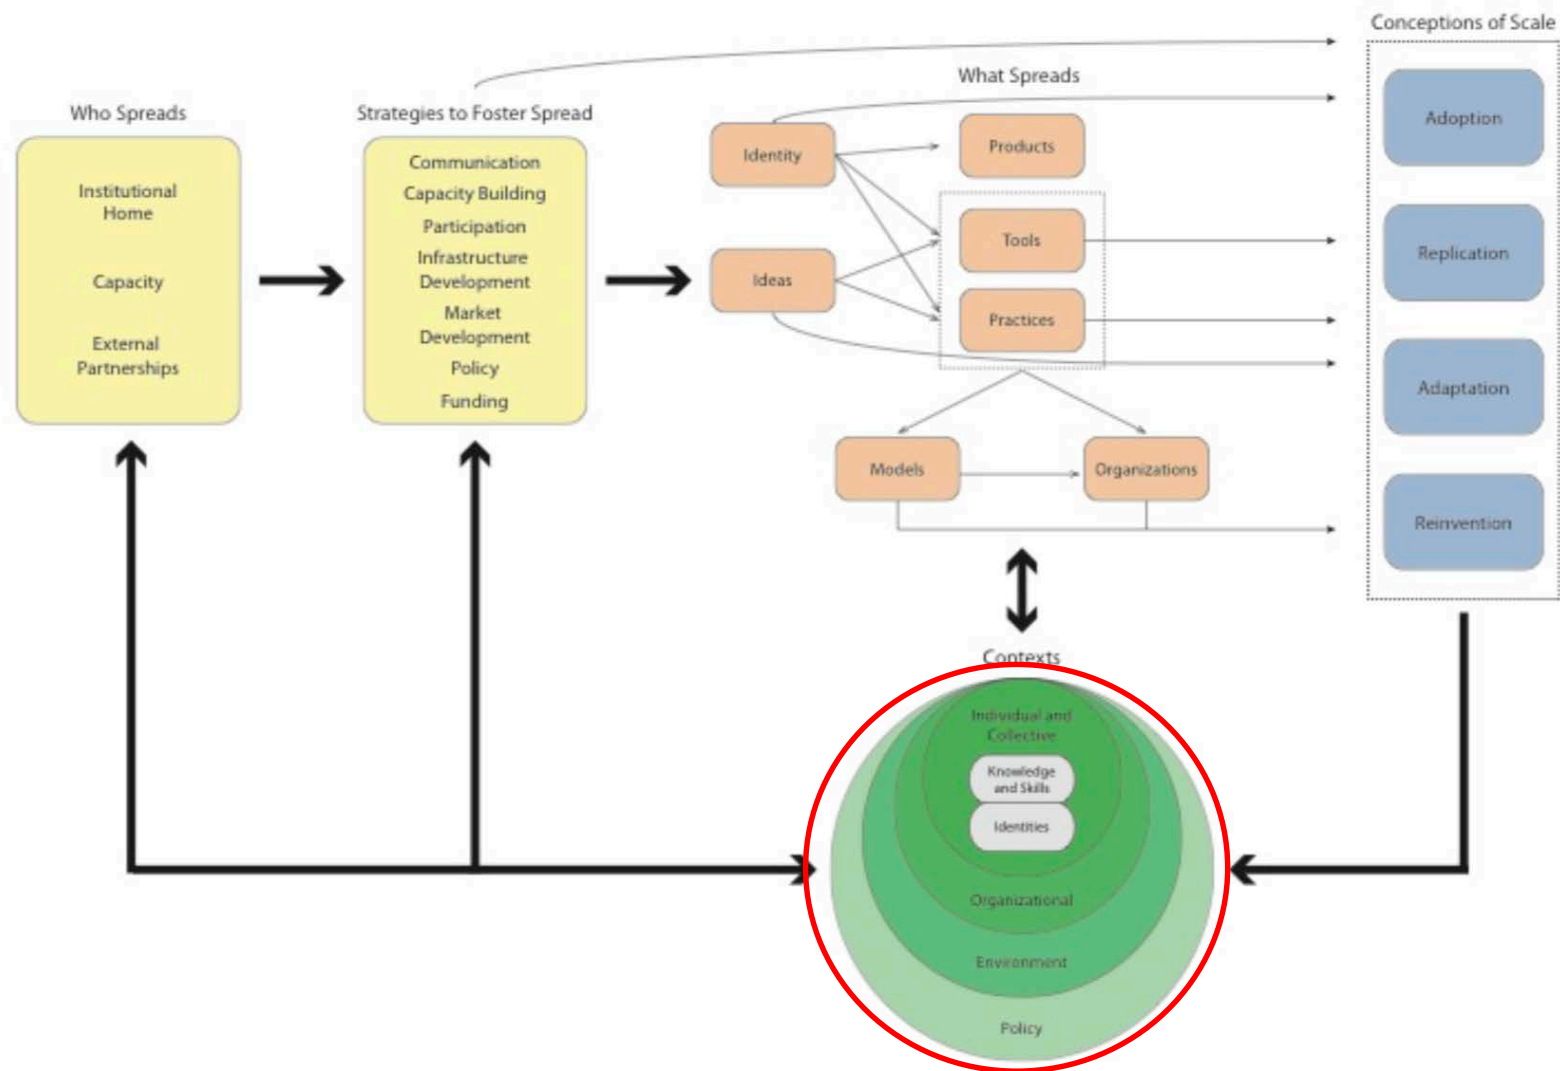 Conceptions of Scale
What Spreads
Who Spreads
Strategies to Foster Spread
Institutional
Home
Capacity
External
Partnerships
Communication
Capacity Building
Participation
Infrastructure
Development
Market
Development
Policy
Funding
Identity
Ideas
Products
Tools
Practices
Models
Organizations
Adoption
Replication
Adaptation
Reinvention
Contexts
Individual and
Collective
Knowledge
and Skills
Identities
Organizational
Environment
Policy